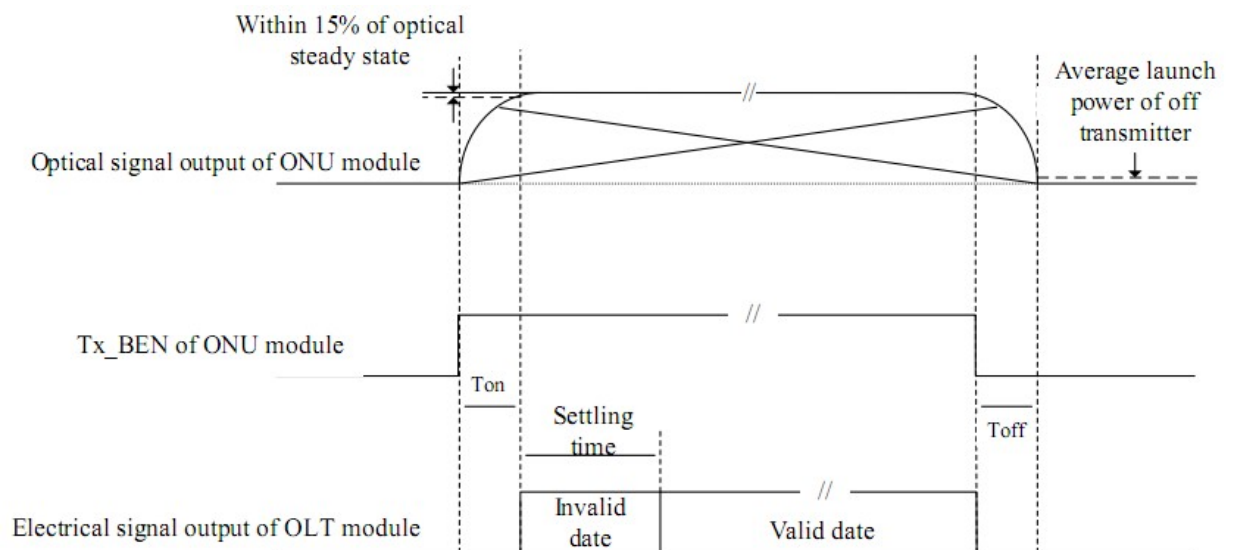 Within 15% of optical
steady state
Average launch
power of off
transmitter
Optical signal output of ONU module
//
Tx_BEN of ONU module
//
Ton
Toff
Settling
time
Electrical signal output of OLT module
Invalid
date
//
Valid date